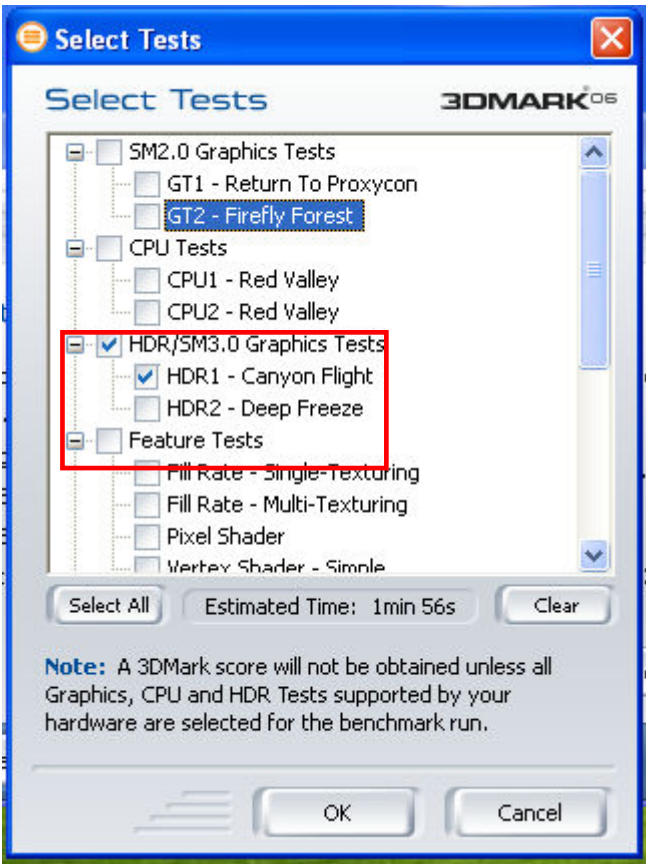 Select Tests
Select Tests
3DMARK®06
SM2.0 Graphics Tests
GT1 - Return To Proxycon
GT2 - Firefly Forest
CPU Tests
CPU1 - Red Valley
CPU2 - Red Valley
HDR/SM3.0 Graphics Tests
HDR1 - Canyon Flight
HDR2 - Deep Freeze
Feature Tests
Fill Rate - Single-Texturing
Fill Rate - Multi-Texturing
Pixel Shader
Vertex Shader - Simple
Select All
Estimated Time: 1min 56s
Clear
Note: A 3DMark score will not be obtained unless all
Graphics, CPU and HDR Tests supported by your
hardware are selected for the benchmark run.
OK
Cancel